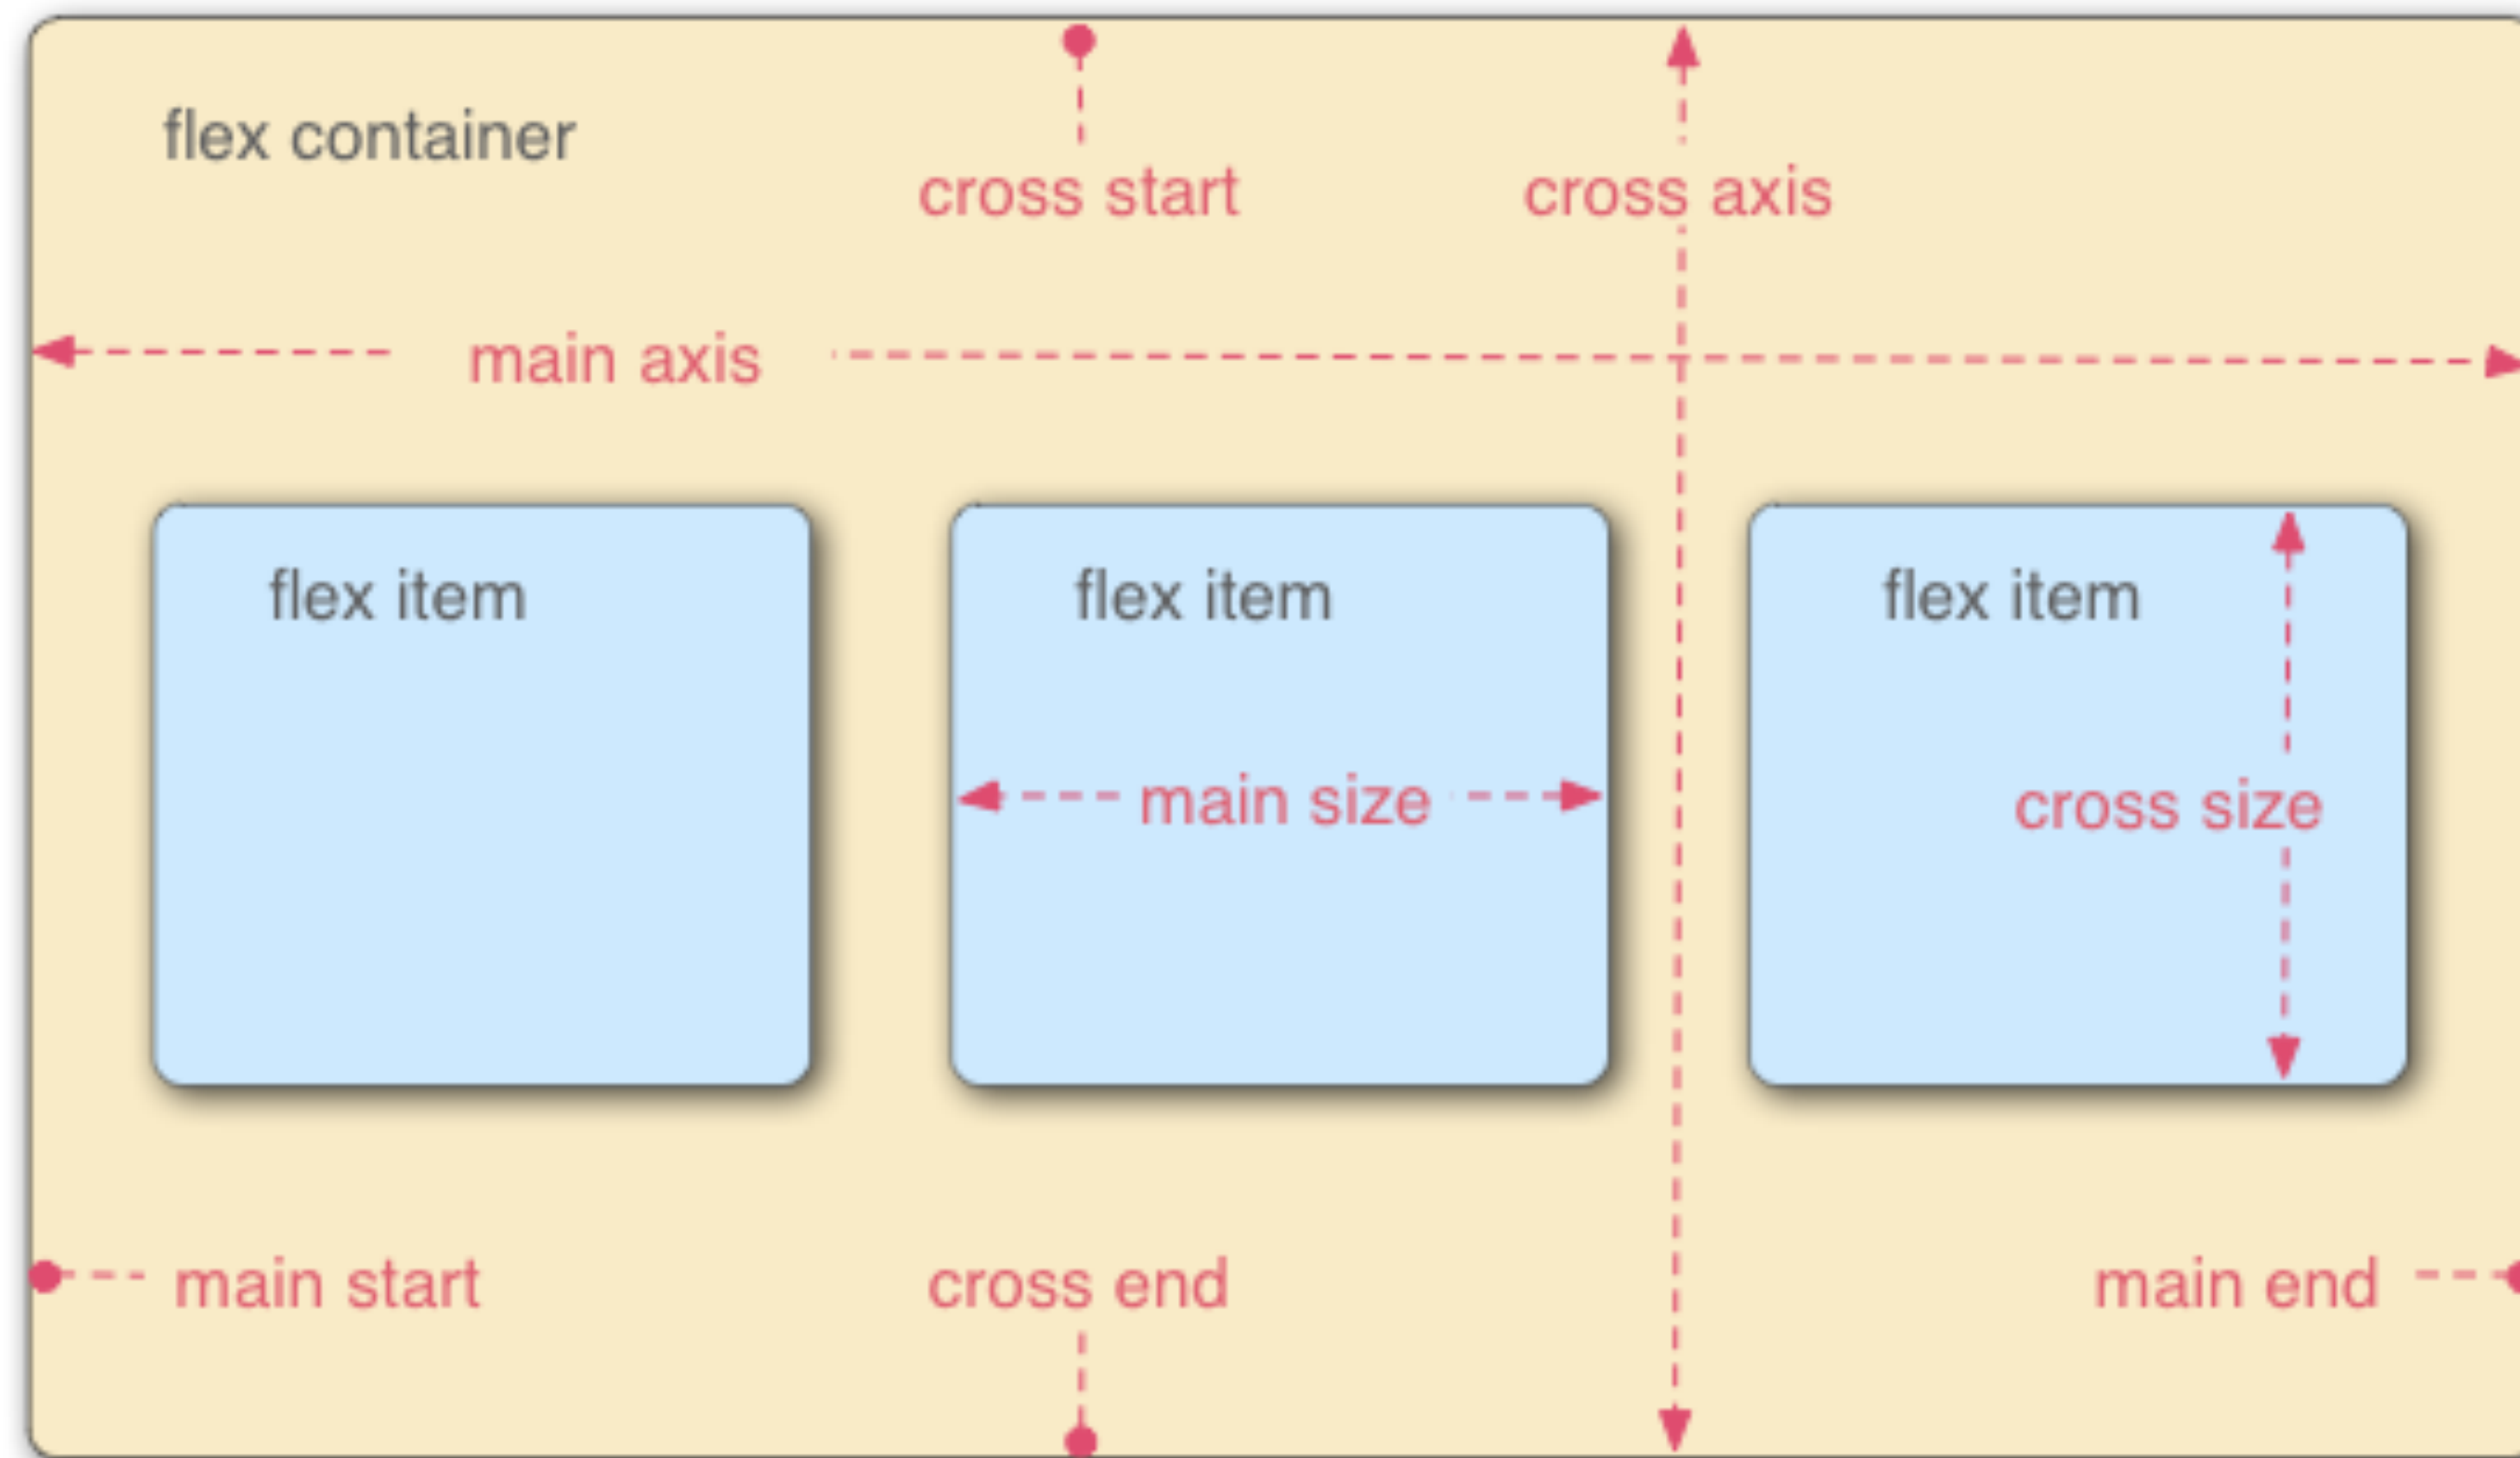 flex container
cross start
cross axis
main axis
flex item
flex item
flex item
main size
cross size
main start
cross end
main end